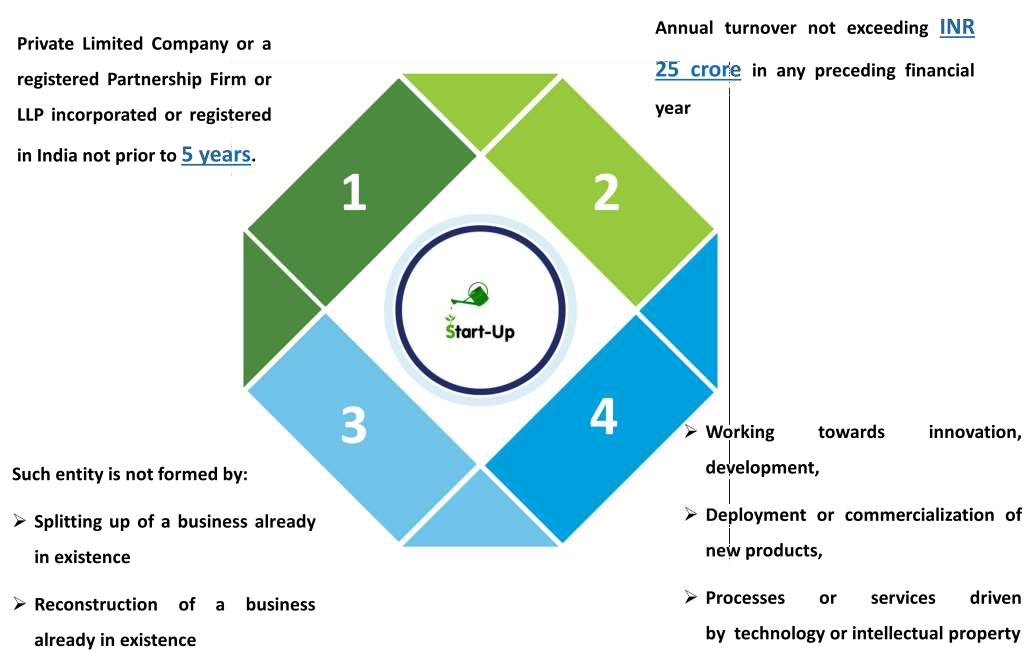 Private Limited Company or a
registered Partnership Firm or
LLP incorporated or registered
in India not prior to 5 years.
1
Annual turnover not exceeding INR
25 crore in any preceding financial
year
2
Start-Up
3
Such entity is not formed by:
➢ Splitting up of a business already
in existence
➢ Reconstruction of a business
already in existence
4
➢ Working towards innovation,
development,
➢ Deployment or commercialization of
new products,
➢ Processes or services driven
by technology or intellectual property